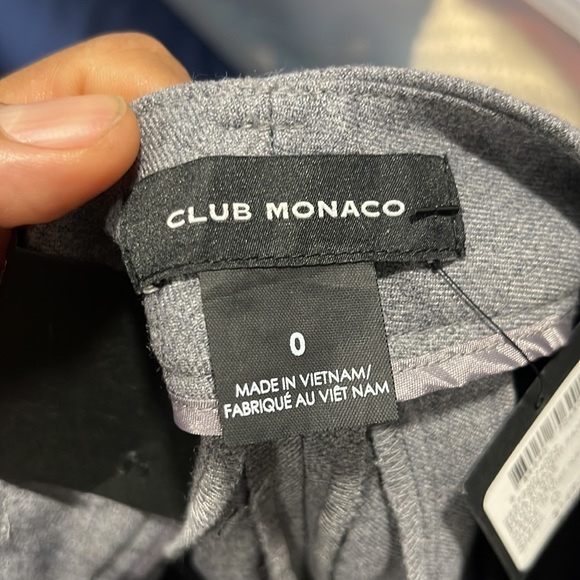 CLUB MONACO
0
MADE IN VIETNAM/
FABRIQUÉ AU VIÊT NAM